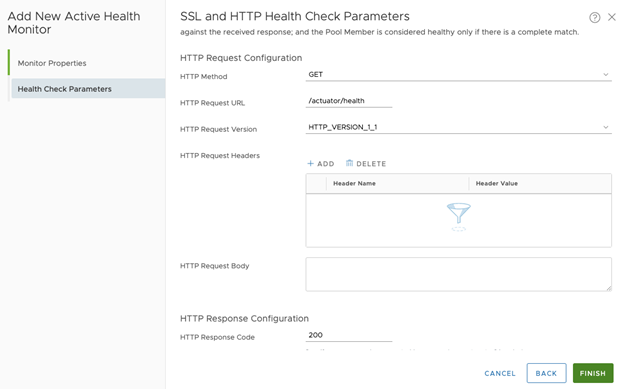 Add New Active Health
Monitor
Monitor Properties
Health Check Parameters
SSL and HTTP Health Check Parameters
against the received response; and the Pool Member is considered healthy only if there is a complete match.
HTTP Request Configuration
HTTP Method
GET
HTTP Request URL
/actuator/health
HTTP Request Version
HTTP_VERSION_1_1
HTTP Request Headers
+ ADD DELETE
Header Name Header Value
HTTP Request Body
HTTP Response Configuration
HTTP Response Code
200
CANCEL BACK FINISH